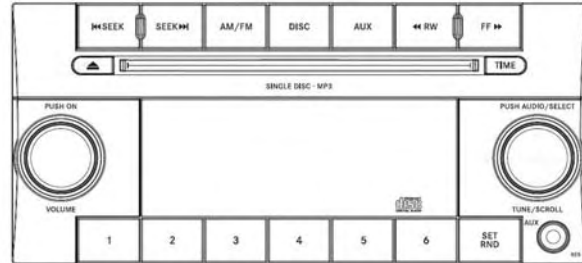 ⏮SEEK
SEEK⏭
AM/FM
DISC
AUX
◀◀ RW
FF ▶▶
TIME
SINGLE DISC · MP3
PUSH ON
PUSH AUDIO/SELECT
VOLUME
TUNE/SCROLL
1
2
3
4
5
6
SET
RND
AUX